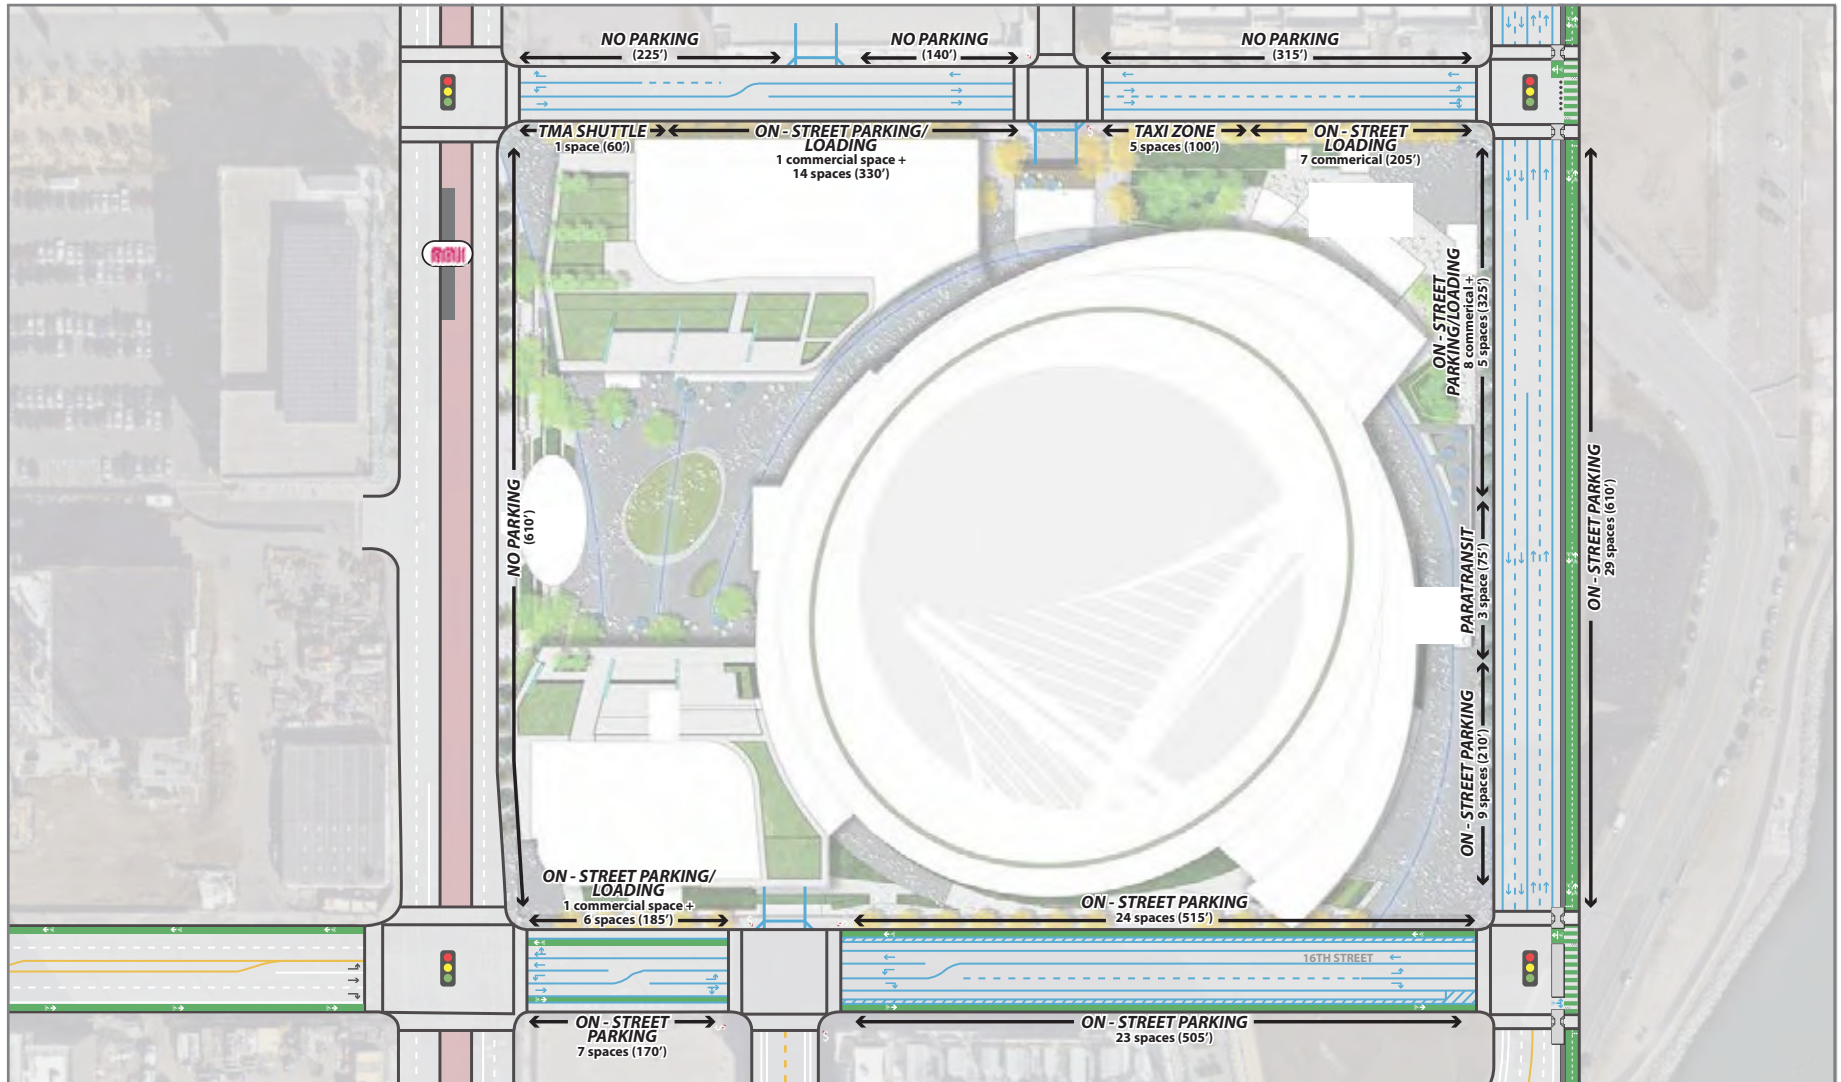 NO PARKING
(225')
NO PARKING
(140')
NO PARKING
(315')
TMA SHUTTLE
1 space (60')
ON - STREET PARKING/
LOADING
1 commercial space +
14 spaces (330')
TAXI ZONE
5 spaces (100')
ON - STREET
LOADING
7 commerical (205')
ON - STREET
PARKING/LOADING
8 commerical +
5 spaces (325')
NO PARKING
(610')
PARATRANSIT
3 space (75')
ON - STREET PARKING
29 spaces (610')
ON - STREET PARKING
9 spaces (210')
ON - STREET PARKING/
LOADING
1 commercial space +
6 spaces (185')
ON - STREET PARKING
24 spaces (515')
16TH STREET
ON - STREET
PARKING
7 spaces (170')
ON - STREET PARKING
23 spaces (505')